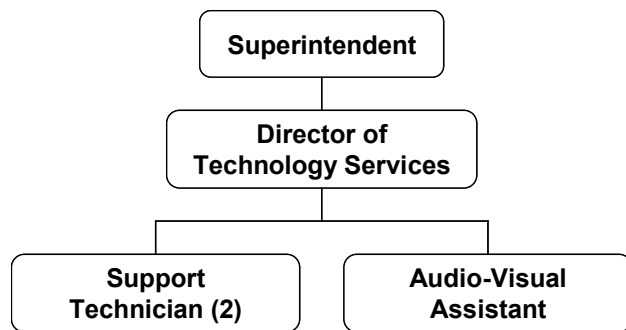 Superintendent
Director of
Technology Services
Support
Technician (2)
Audio-Visual
Assistant